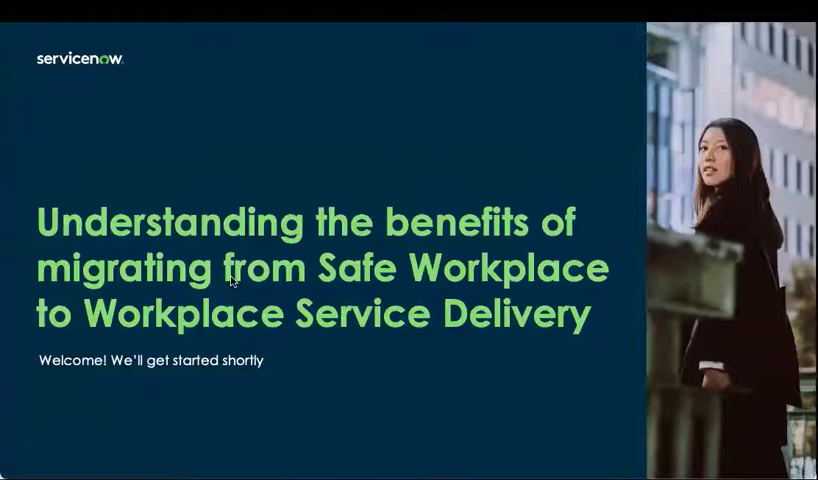 servicenow
Understanding the benefits of
migrating from Safe Workplace
to Workplace Service Delivery
Welcome! We'll get started shortly